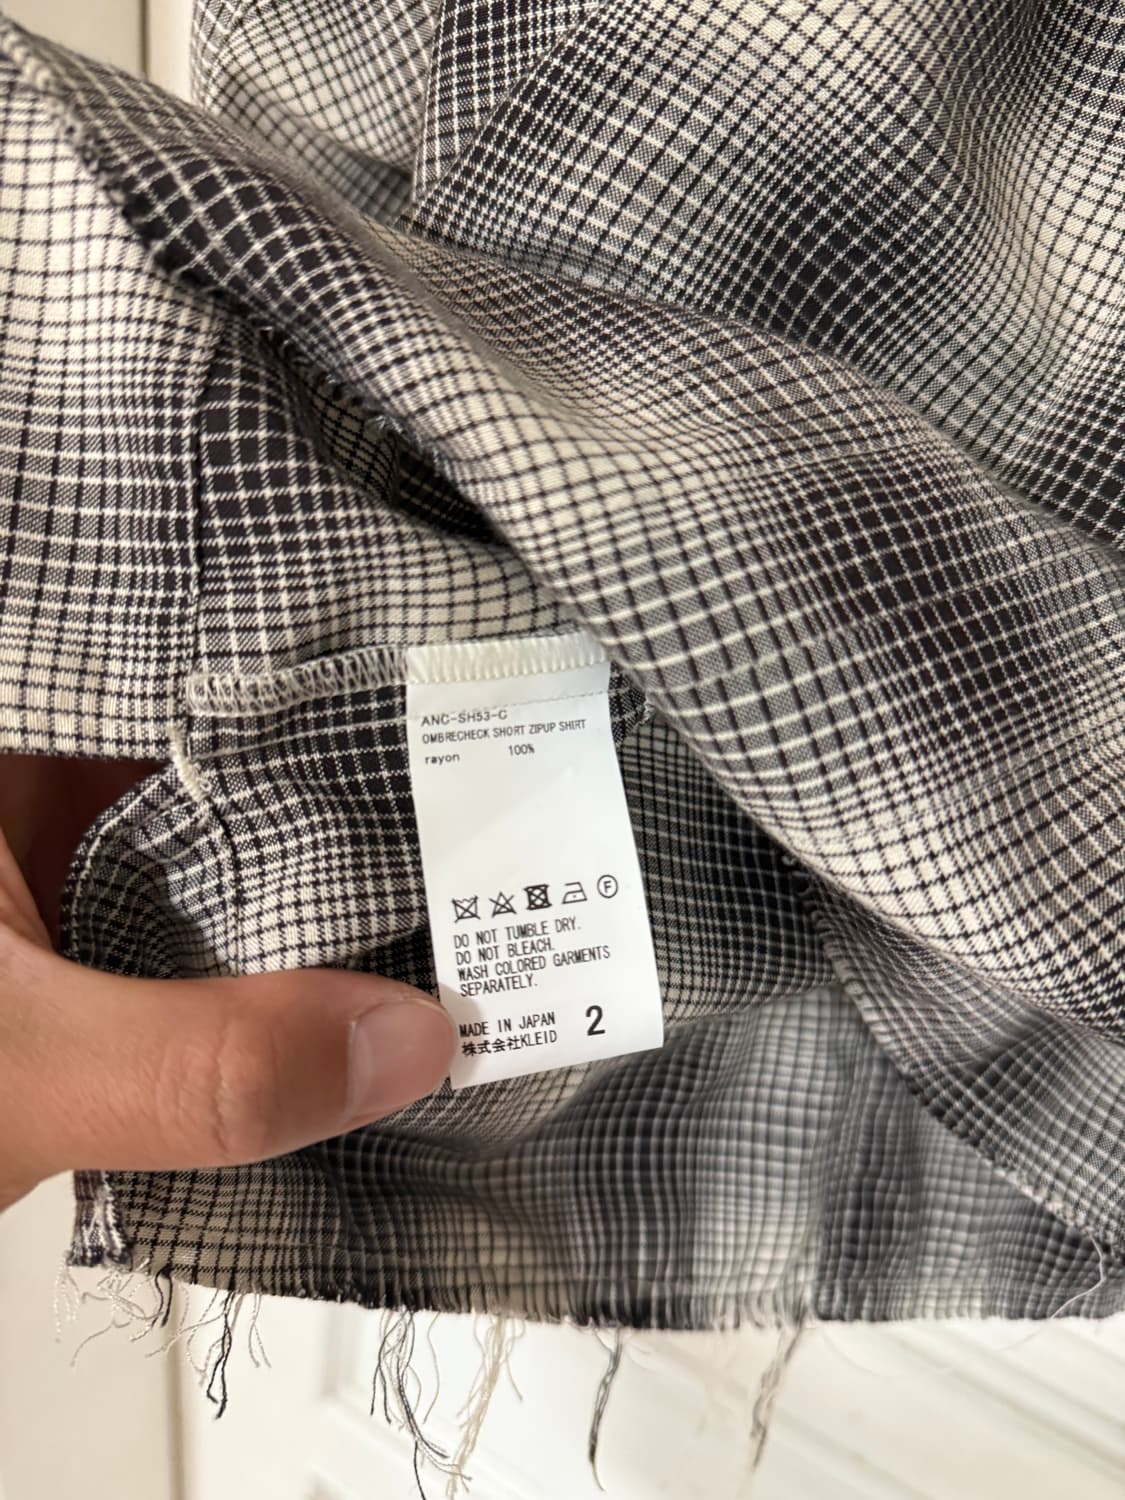 ANC-SH53-C
OMBRECHECK SHORT ZIPUP SHIRT
rayon 100%
F
DO NOT TUMBLE DRY.
DO NOT BLEACH.
WASH COLORED GARMENTS
SEPARATELY.
MADE IN JAPAN
株式会社KLEID
2